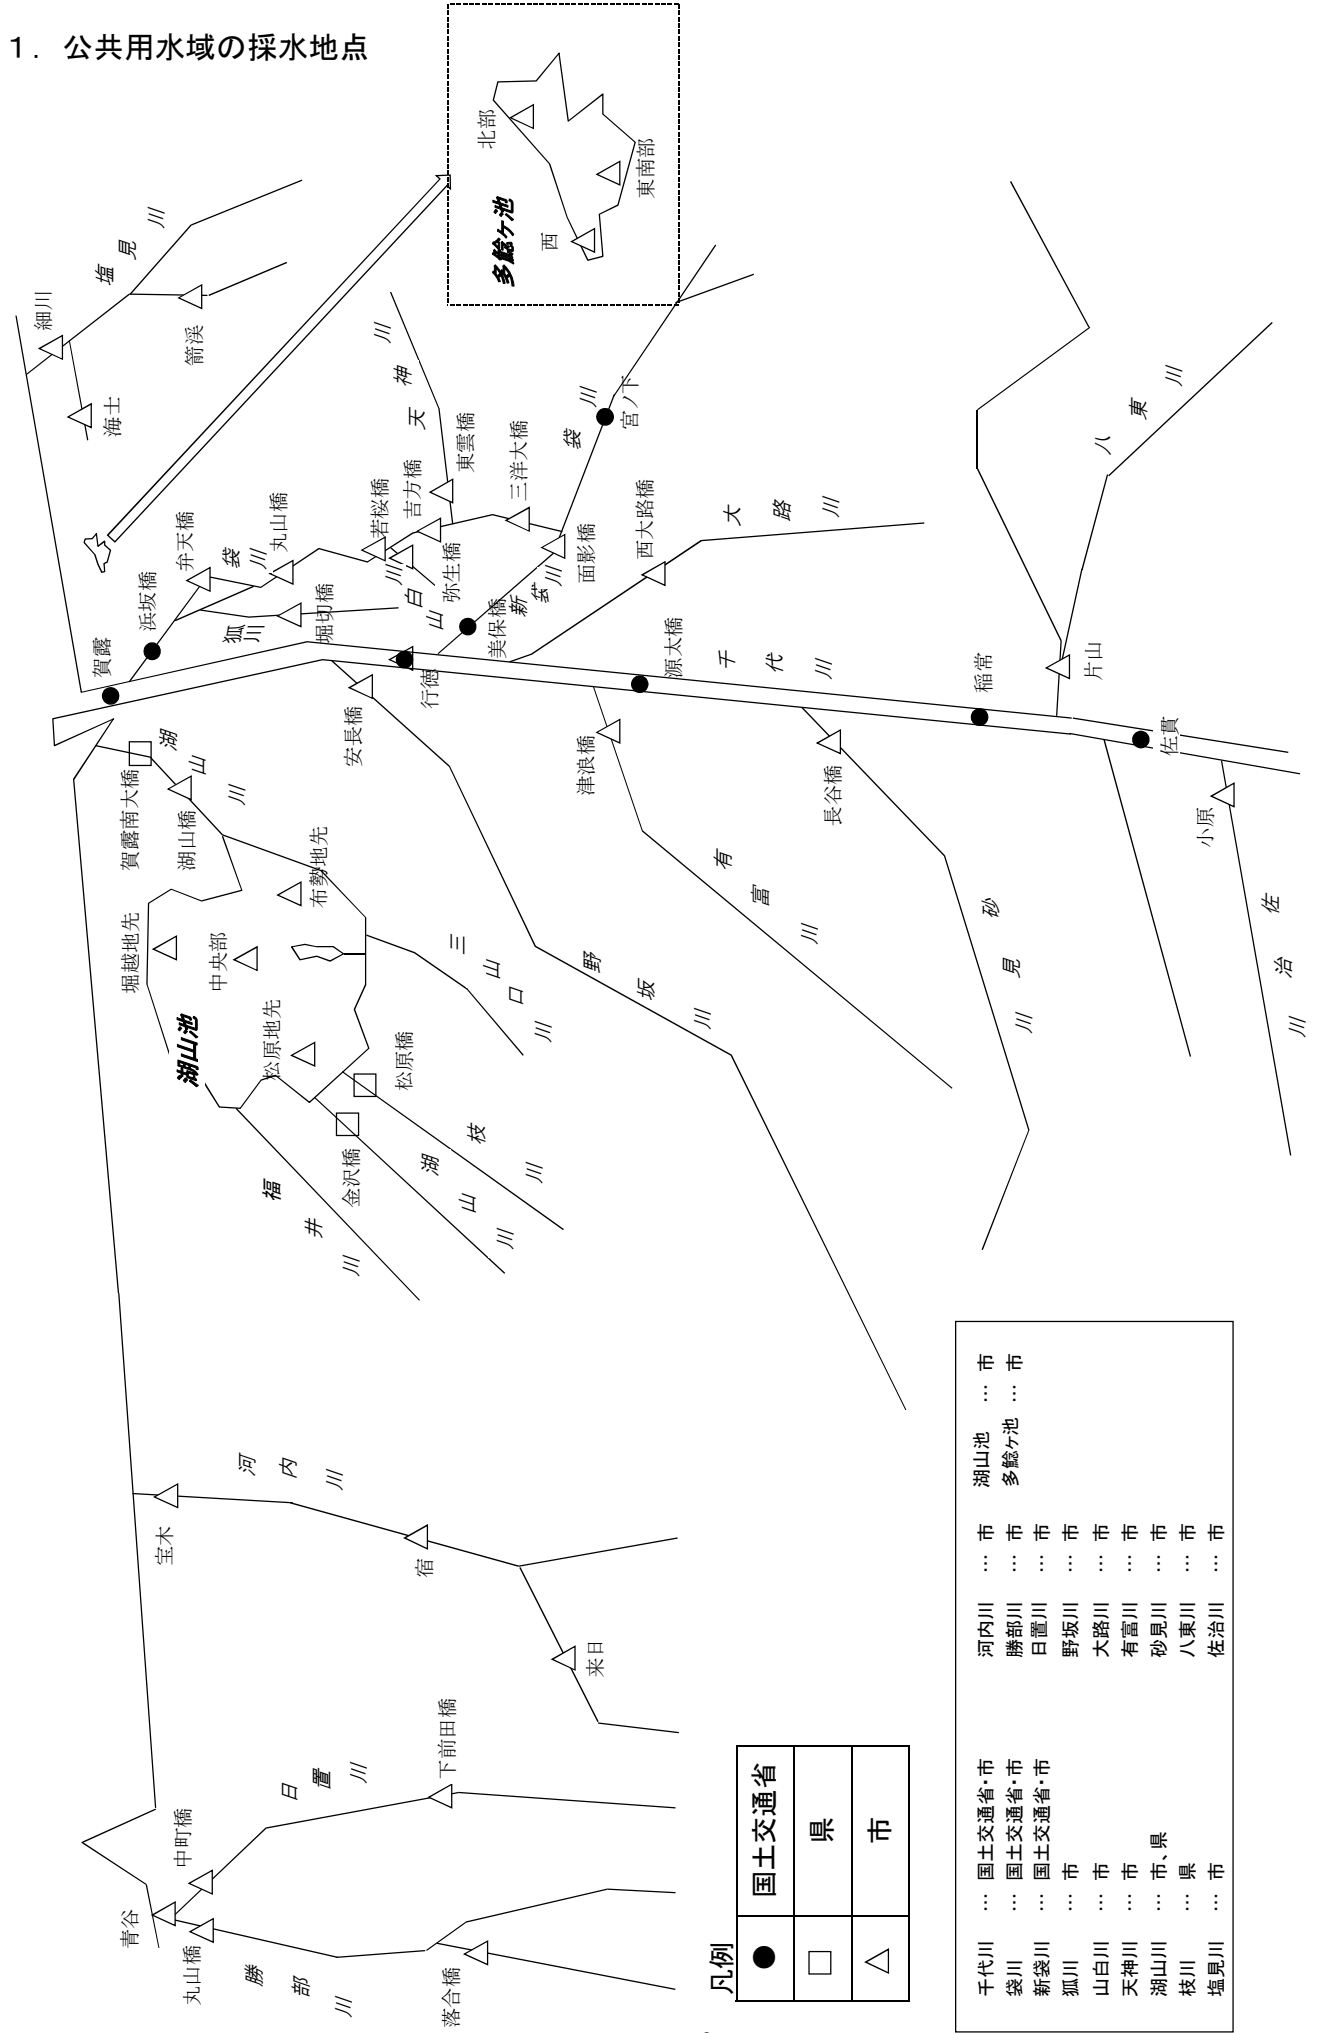 １．公共用水域の採水地点
北部
東南部
西
多鯰ヶ池
塩見川
細川
箭渓
海士
天神川
袋川
宮ノ下
東雲橋
三洋大橋
吉方橋
若桜橋
丸山橋
弁天橋
袋川
浜坂橋
賀露
狐川
堀切橋
山白川
弥生橋
美保橋
新袋川
面影橋
西大路橋
大路川
八東川
片山
稲常
佐貫
源太橋
千代川
行徳
安長橋
津浪橋
長谷橋
小原
佐治川
砂見川
有富川
野坂川
賀露南大橋
湖山川
湖山橋
布勢地先
堀越地先
中央部
松原地先
湖山池
三山口川
松原橋
金沢橋
枝川
湖山川
福井川
河内川
宝木
宿
来日
日置川
下前田橋
中町橋
青谷
丸山橋
勝部川
落合橋
凡例
● 国土交通省
□ 県
△ 市
千代川 … 国土交通省・市
袋川 … 国土交通省・市
新袋川 … 国土交通省・市
狐川 … 市
山白川 … 市
天神川 … 市
湖山川 … 市、県
枝川 … 県
塩見川 … 市
河内川 … 市
勝部川 … 市
日置川 … 市
野坂川 … 市
大路川 … 市
有富川 … 市
砂見川 … 市
八東川 … 市
佐治川 … 市
湖山池 … 市
多鯰ヶ池 … 市